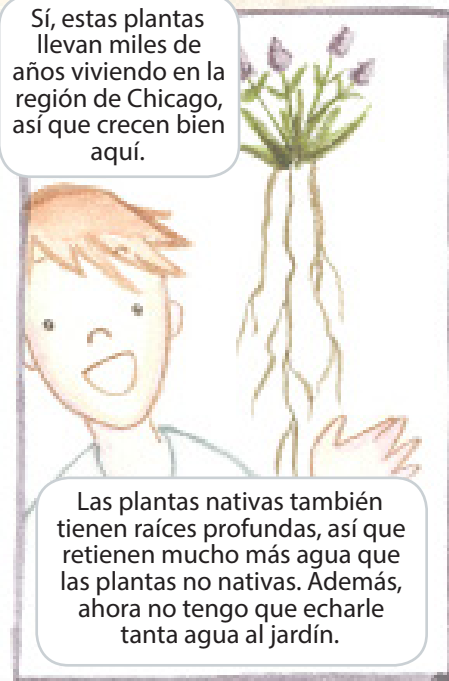 Sí, estas plantas
llevan miles de
años viviendo en la
región de Chicago,
así que crecen bien
aquí.
Las plantas nativas también
tienen raíces profundas, así que
retienen mucho más agua que
las plantas no nativas. Además,
ahora no tengo que echarle
tanta agua al jardín.